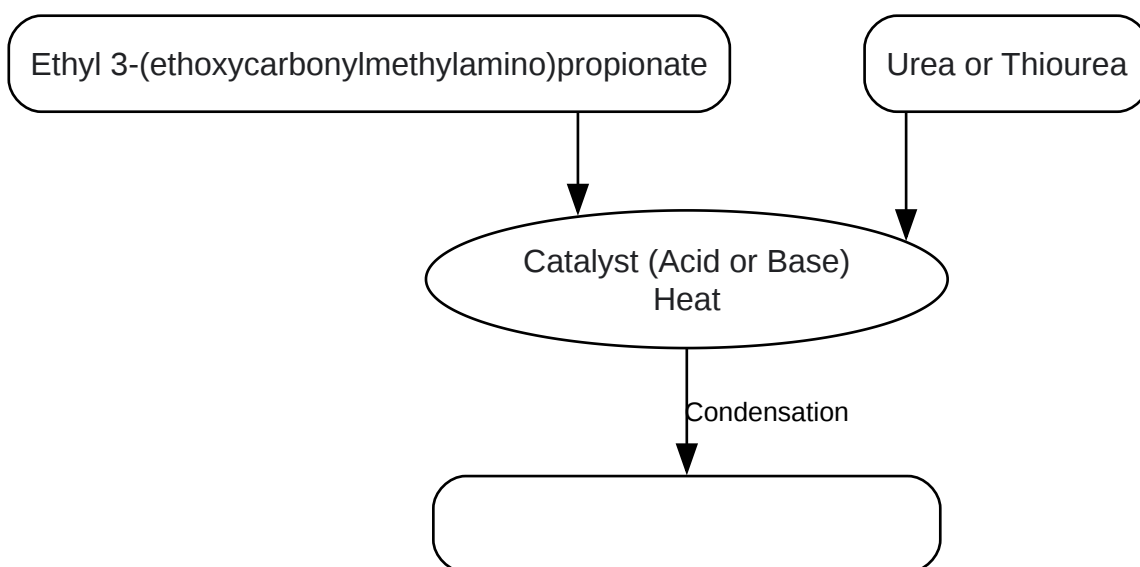 Ethyl 3-(ethoxycarbonylmethylamino)propionate
Urea or Thiourea
Catalyst (Acid or Base)
Heat
Condensation